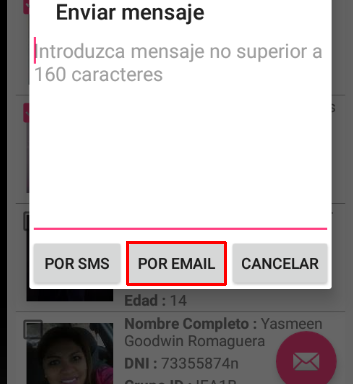 Enviar mensaje
Introduzca mensaje no superior a
160 caracteres
POR SMS
POR EMAIL
CANCELAR
Edad : 14
Nombre Completo : Yasmeen
Goodwin Romaguera
DNI : 73355874n